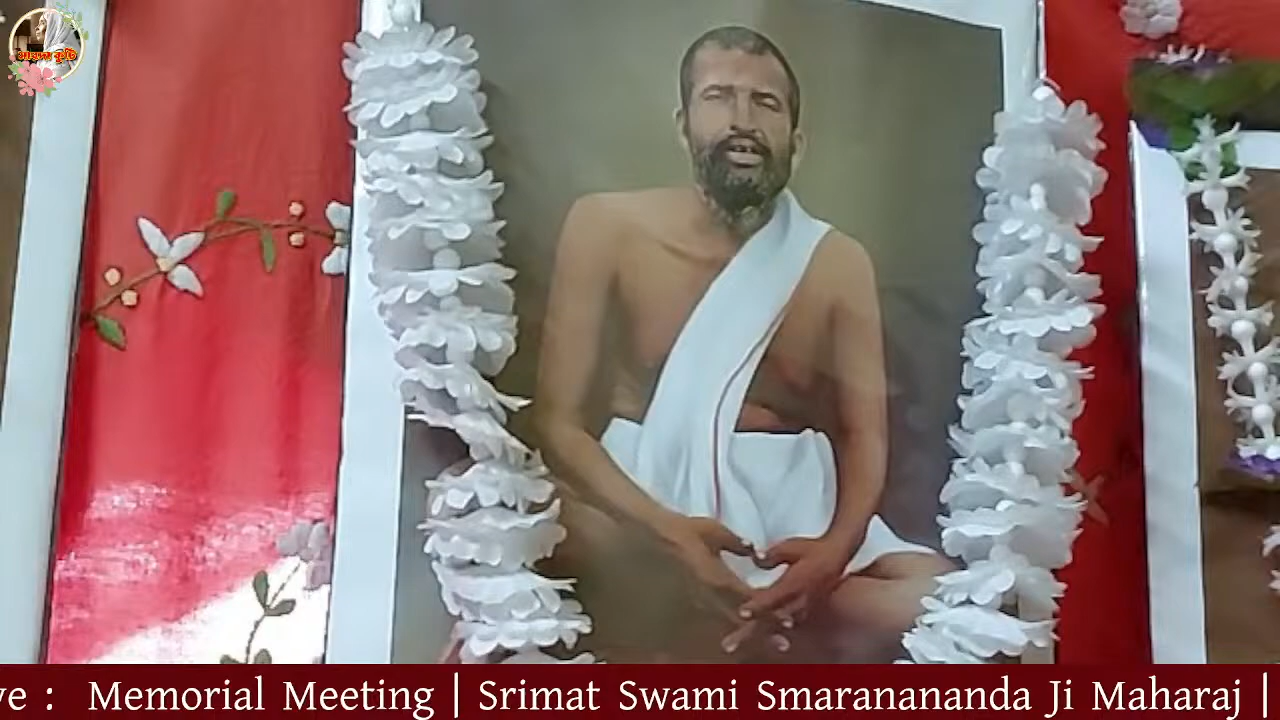 মায়ের কুটি
ve : Memorial Meeting | Srimat Swami Smaranananda Ji Maharaj |